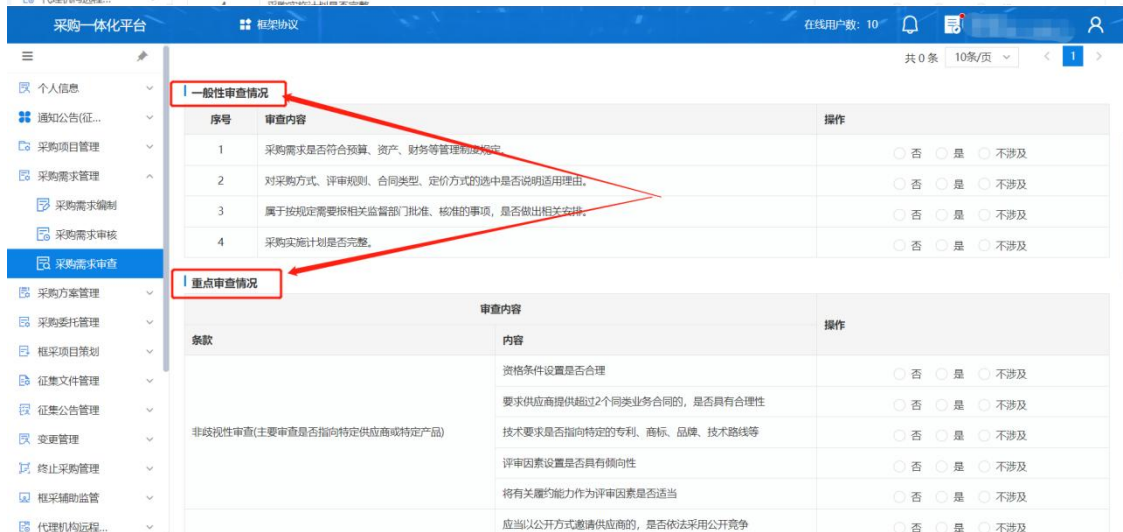 采购实施计划是否完整
采购一体化平台
框架协议
在线用户数：10
共 0 条 10条/页 1
个人信息
一般性审查情况
通知公告(征...
序号 审查内容 操作
采购项目管理
1 采购需求是否符合预算、资产、财务等管理制度规定。 否 是 不涉及
采购需求管理
2 对采购方式、评审规则、合同类型、定价方式的选中是否说明适用理由。 否 是 不涉及
采购需求编制
3 属于按规定需要报相关监督部门批准、核准的事项，是否做出相关安排。 否 是 不涉及
采购需求审核
4 采购实施计划是否完整。 否 是 不涉及
采购需求审查
重点审查情况
采购方案管理
审查内容
采购委托管理
操作
条款 内容
框采项目策划
资格条件设置是否合理 否 是 不涉及
征集文件管理
要求供应商提供超过2个同类业务合同的，是否具有合理性 否 是 不涉及
征集公告管理
非歧视性审查(主要审查是否指向特定供应商或特定产品) 技术要求是否指向特定的专利、商标、品牌、技术路线等 否 是 不涉及
变更管理
评审因素设置是否具有倾向性 否 是 不涉及
终止采购管理
将有关履约能力作为评审因素是否适当 否 是 不涉及
框采辅助监管
应当以公开方式邀请供应商的，是否依法采用公开竞争 否 是 不涉及
代理机构远程...